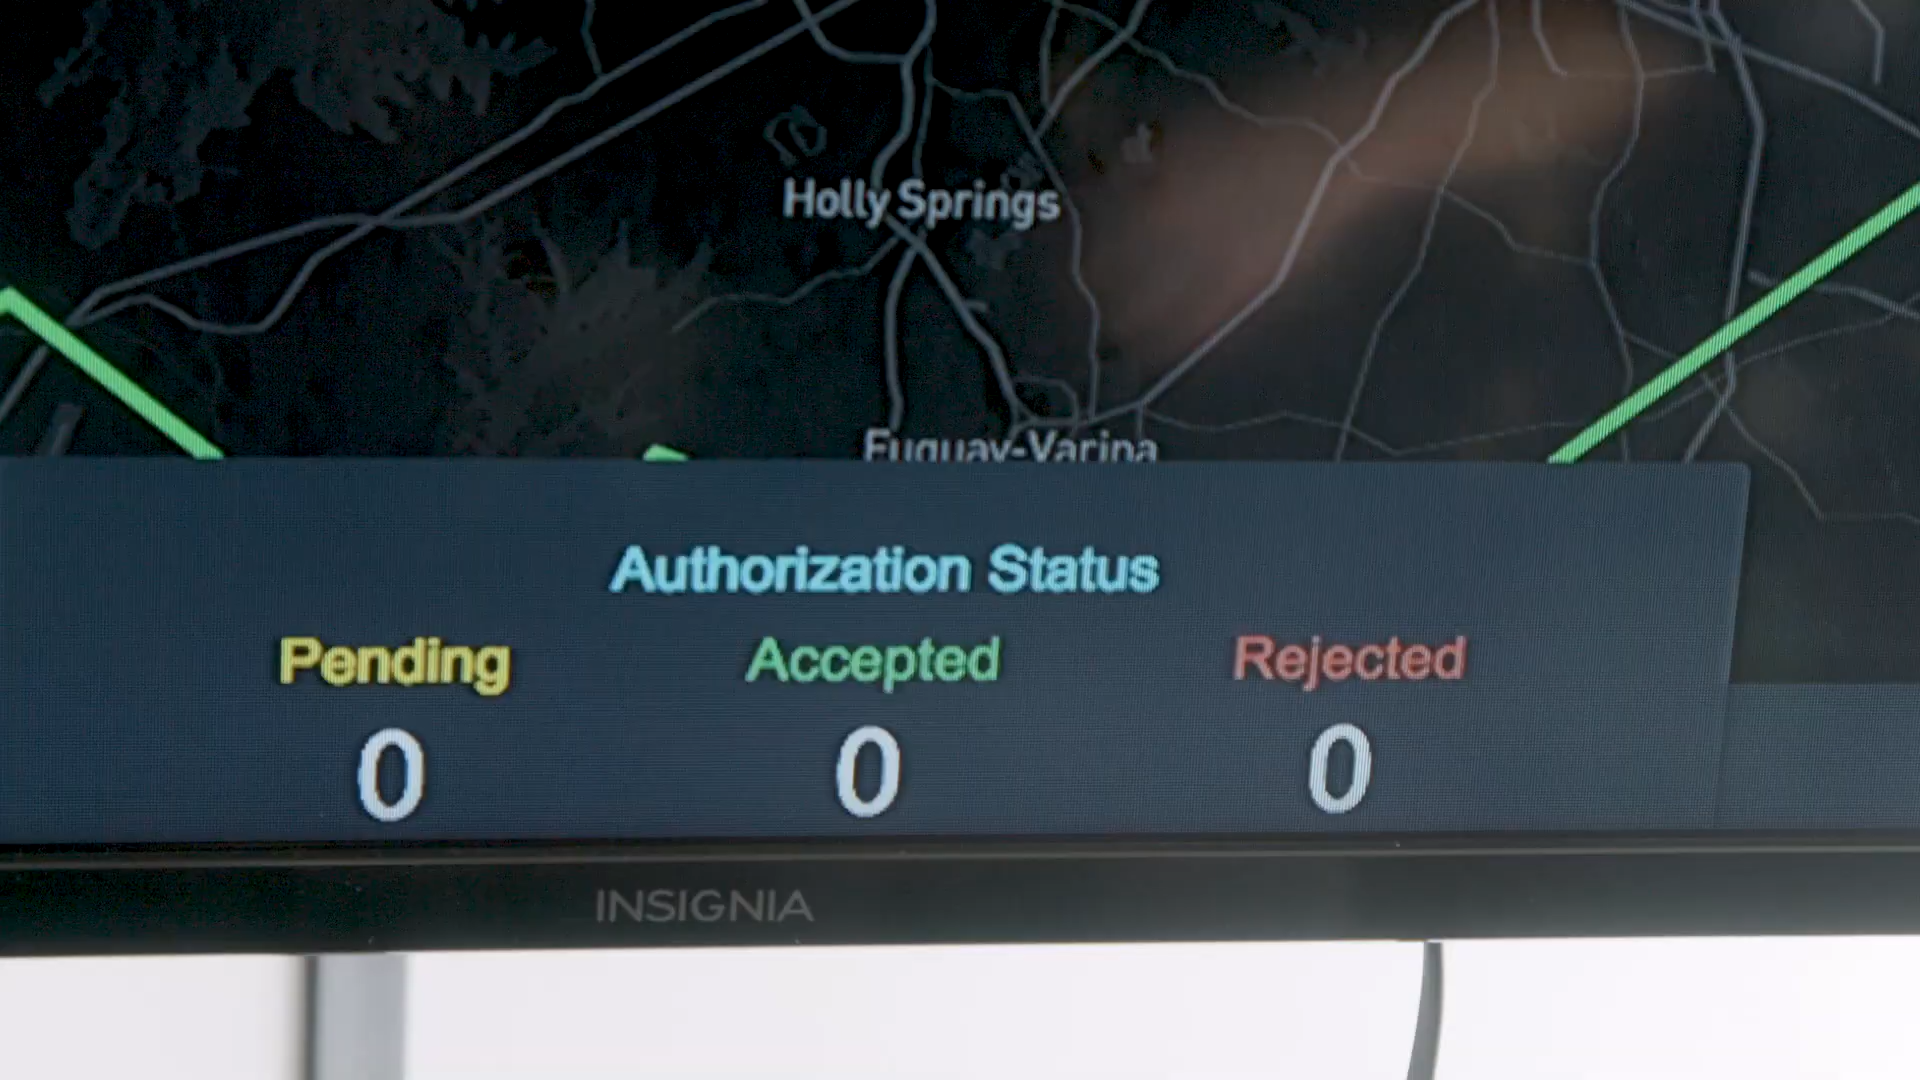 Holly Springs
Fuquay-Varina
Authorization Status
Pending Accepted Rejected
0 0 0
INSIGNIA